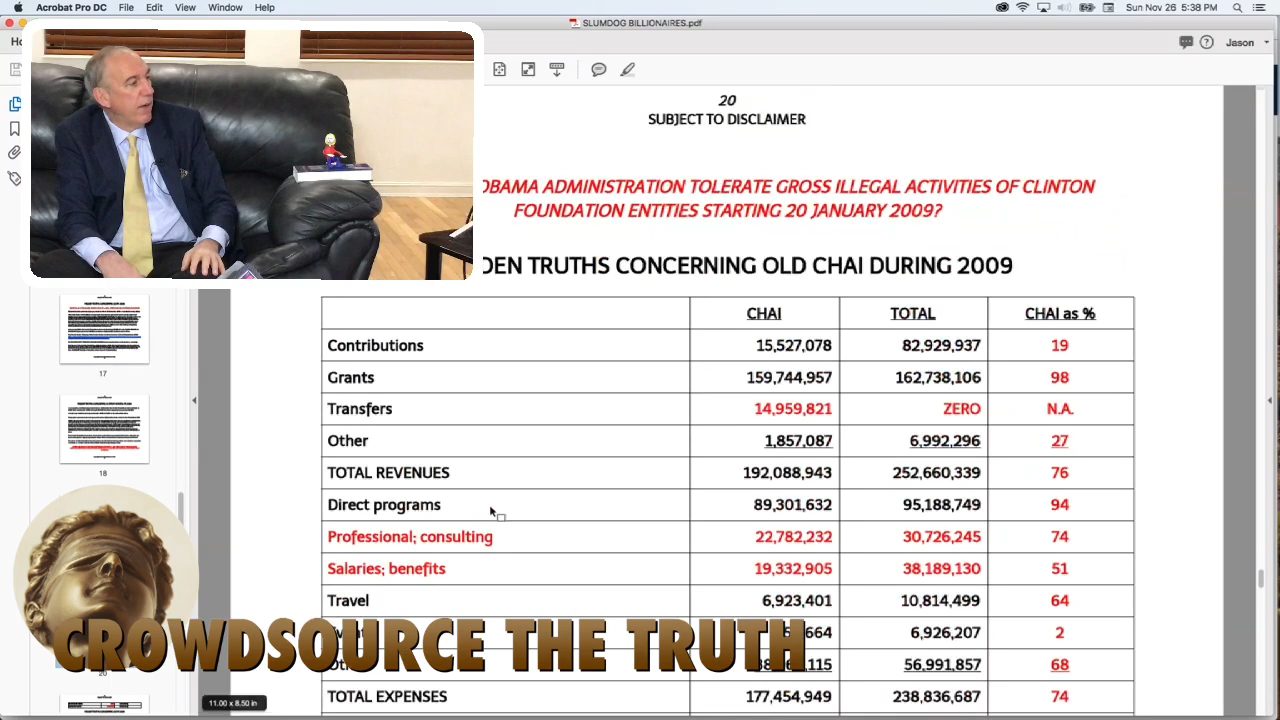 Acrobat Pro DC File Edit View Window Help Sun Nov 26 5:38 PM
SLUMDOG BILLIONAIRES.pdf
Jason
20
SUBJECT TO DISCLAIMER
OBAMA ADMINISTRATION TOLERATE GROSS ILLEGAL ACTIVITIES OF CLINTON
FOUNDATION ENTITIES STARTING 20 JANUARY 2009?
DEN TRUTHS CONCERNING OLD CHAI DURING 2009
CHAI TOTAL CHAI as %
Contributions 15,527,078 82,929,937 19
Grants 159,744,957 162,738,106 98
Transfers 14,959,821 ZERO N.A.
Other 1,857,087 6,992,296 27
TOTAL REVENUES 192,088,943 252,660,339 76
Direct programs 89,301,632 95,188,749 94
Professional; consulting 22,782,232 30,726,245 74
Salaries; benefits 19,332,905 38,189,130 51
Travel 6,923,401 10,814,499 64
664 6,926,207 2
115 56,991,857 68
TOTAL EXPENSES 177,454,949 238,836,687 74
17
18
20
CROWDSOURCE THE TRUTH
11.00 x 8.50 in